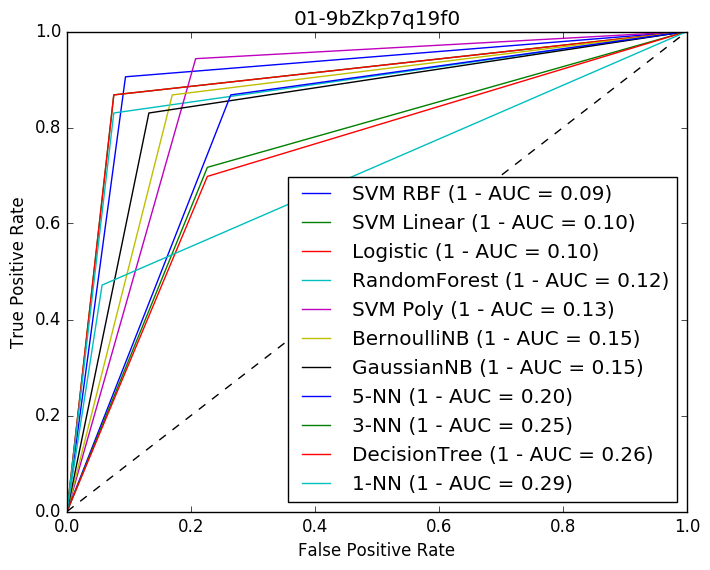 01-9bZkp7q19f0
1.0
0.8
0.6
0.4
0.2
0.0
True Positive Rate
SVM RBF (1 - AUC = 0.09)
SVM Linear (1 - AUC = 0.10)
Logistic (1 - AUC = 0.10)
RandomForest (1 - AUC = 0.12)
SVM Poly (1 - AUC = 0.13)
BernoulliNB (1 - AUC = 0.15)
GaussianNB (1 - AUC = 0.15)
5-NN (1 - AUC = 0.20)
3-NN (1 - AUC = 0.25)
DecisionTree (1 - AUC = 0.26)
1-NN (1 - AUC = 0.29)
0.0 0.2 0.4 0.6 0.8 1.0
False Positive Rate